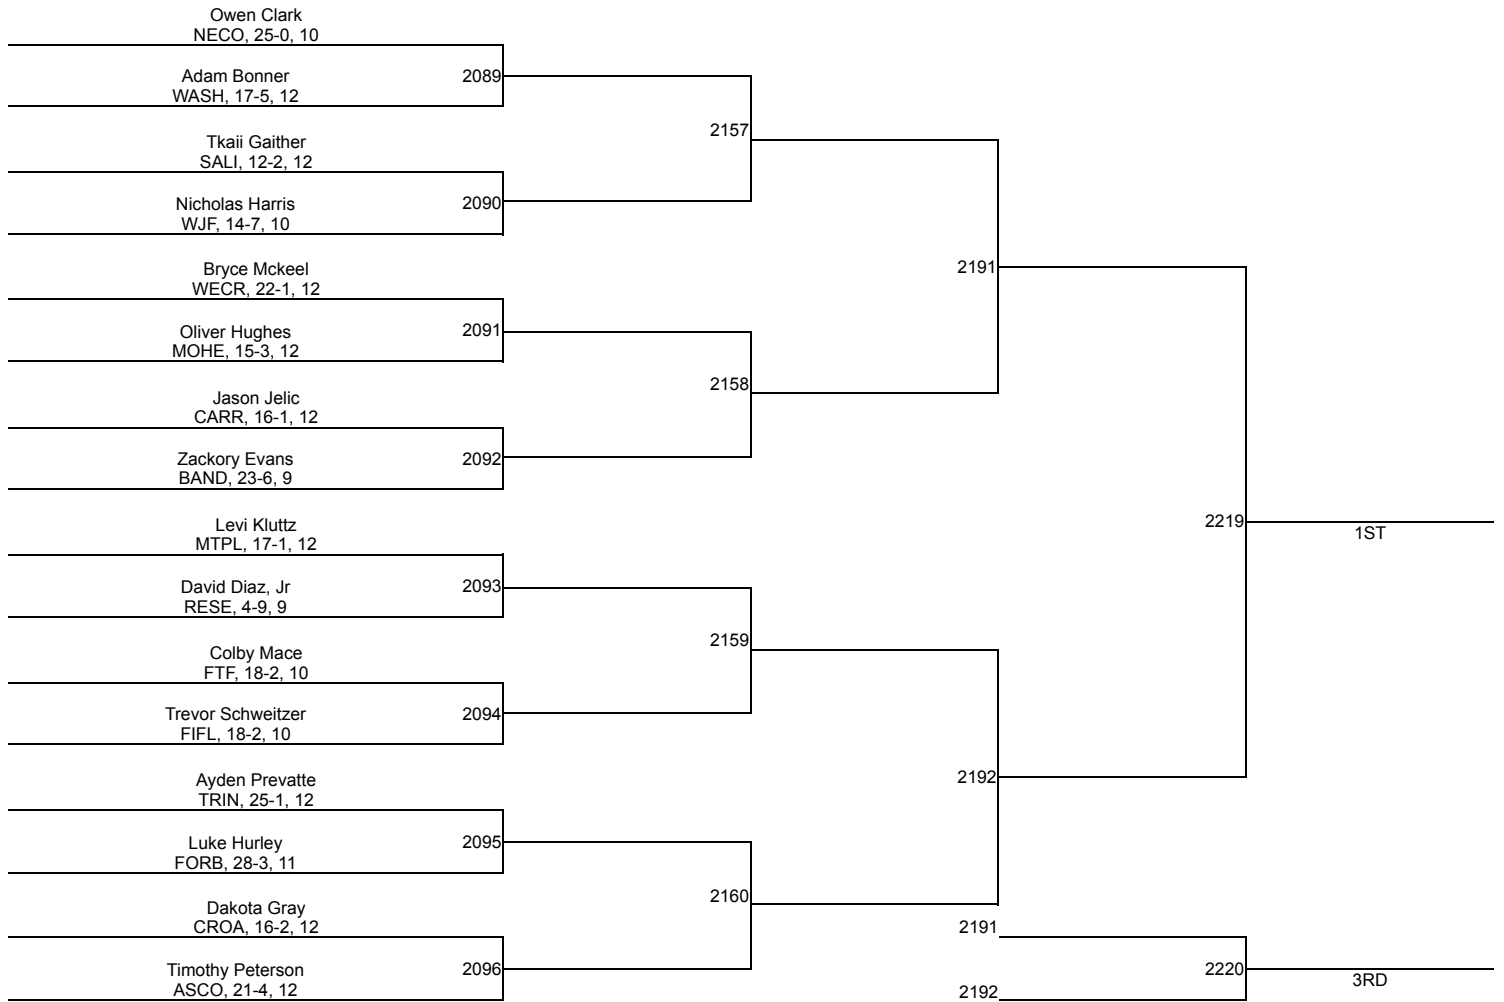 Owen Clark
NECO, 25-0, 10
2089
Adam Bonner
WASH, 17-5, 12
2157
Tkaii Gaither
SALI, 12-2, 12
2090
Nicholas Harris
WJF, 14-7, 10
2191
Bryce Mckeel
WECR, 22-1, 12
2091
Oliver Hughes
MOHE, 15-3, 12
2158
Jason Jelic
CARR, 16-1, 12
2092
Zackory Evans
BAND, 23-6, 9
2219
1ST
Levi Kluttz
MTPL, 17-1, 12
2093
David Diaz, Jr
RESE, 4-9, 9
2159
Colby Mace
FTF, 18-2, 10
2094
Trevor Schweitzer
FIFL, 18-2, 10
2192
Ayden Prevatte
TRIN, 25-1, 12
2095
Luke Hurley
FORB, 28-3, 11
2160
Dakota Gray
CROA, 16-2, 12
2191
2096
Timothy Peterson
ASCO, 21-4, 12
2220
3RD
2192